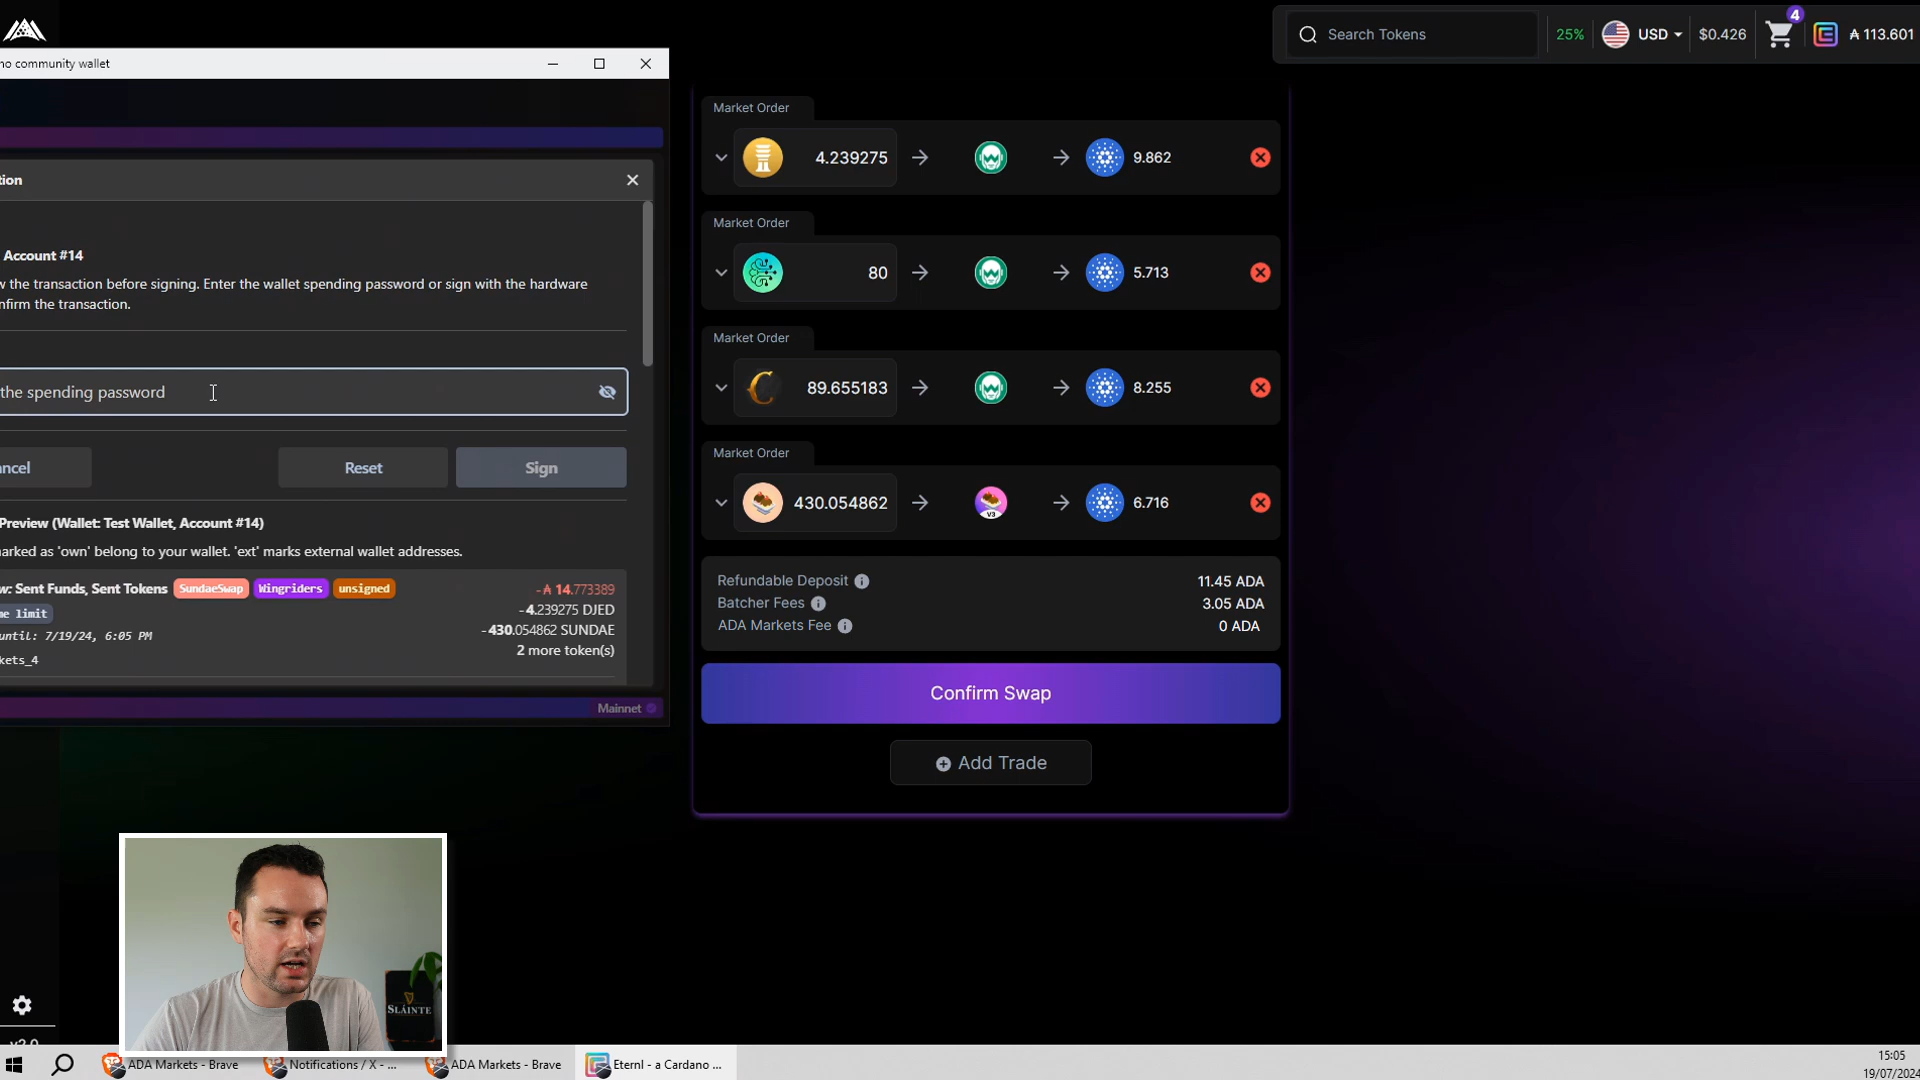 Search Tokens
25%
USD
$0.426
4
₳ 113.601
no community wallet
tion
Account #14
w the transaction before signing. Enter the wallet spending password or sign with the hardware
nfirm the transaction.
the spending password
ncel
Reset
Sign
Preview (Wallet: Test Wallet, Account #14)
narked as 'own' belong to your wallet. 'ext' marks external wallet addresses.
w: Sent Funds, Sent Tokens SundaeSwap Wingriders unsigned
-₳ 14.773389
-4.239275 DJED
me limit
-430.054862 SUNDAE
until: 7/19/24, 6:05 PM
2 more token(s)
kets_4
Mainnet
Market Order
4.239275
9.862
Market Order
80
5.713
Market Order
89.655183
8.255
Market Order
430.054862
V3
6.716
Refundable Deposit
11.45 ADA
Batcher Fees
3.05 ADA
ADA Markets Fee
0 ADA
Confirm Swap
Add Trade
SLÁINTE
ADA Markets - Brave
Notifications / X - ...
ADA Markets - Brave
Eternl - a Cardano ...
15:05
19/07/2024